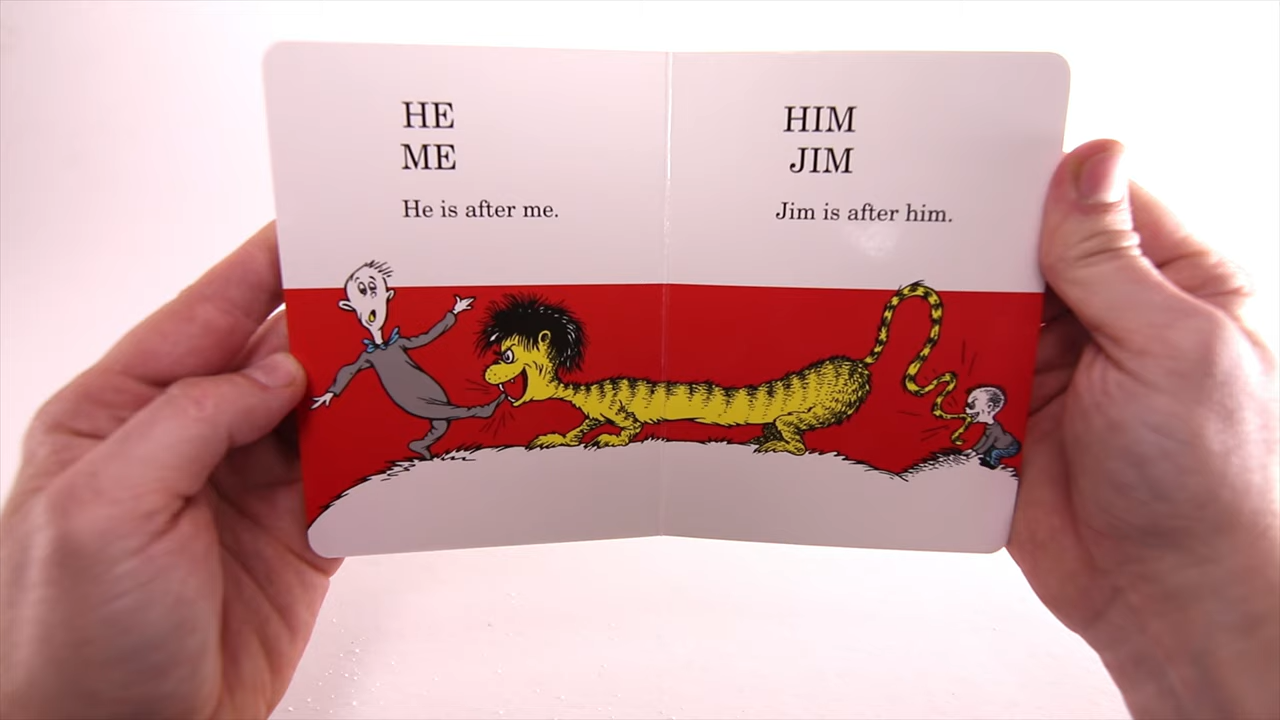 HE
ME
He is after me.
HIM
JIM
Jim is after him.